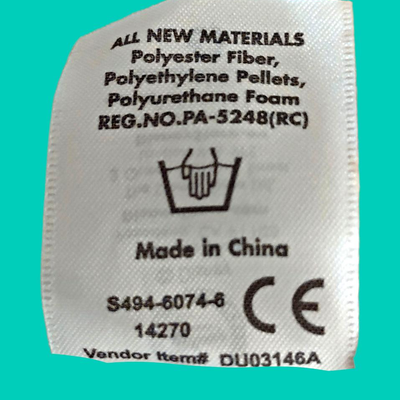 ALL NEW MATERIALS
Polyester Fiber,
Polyethylene Pellets,
Polyurethane Foam
REG.NO.PA-5248(RC)
Made in China
S494-6074-6
14270
CE
Vendor Item# DU03146A